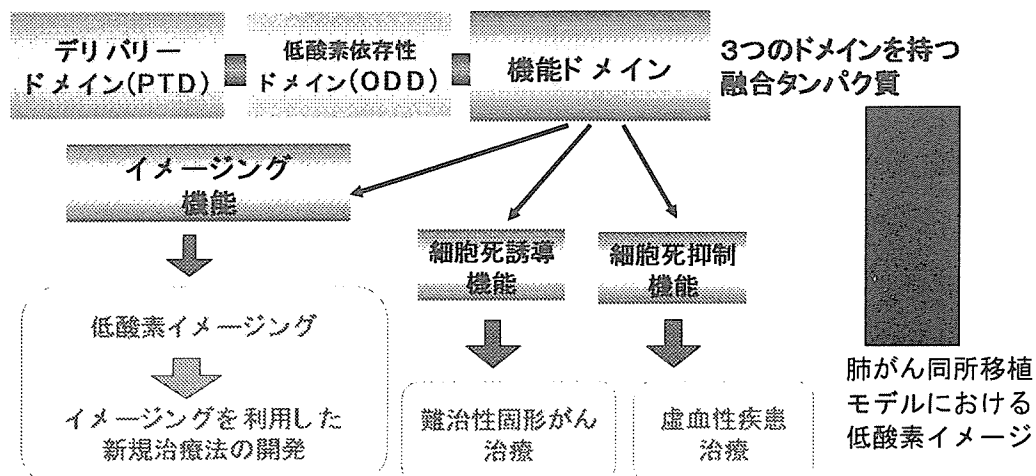 デリバリー
ドメイン(PTD)
低酸素依存性
ドメイン(ODD)
機能ドメイン
3つのドメインを持つ
融合タンパク質
イメージング
機能
細胞死誘導
機能
細胞死抑制
機能
低酸素イメージング
イメージングを利用した
新規治療法の開発
難治性固形がん
治療
虚血性疾患
治療
肺がん同所移植
モデルにおける
低酸素イメージ